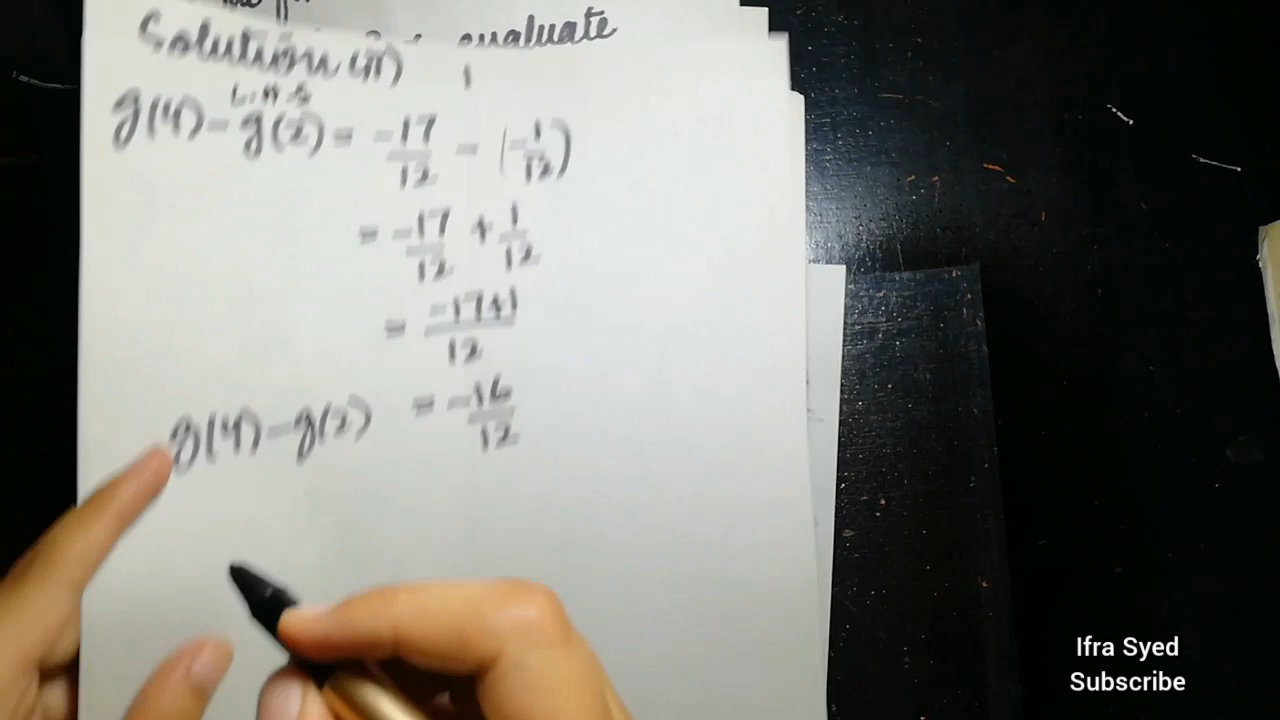 evaluate
Solution (ii)
L.H.S
g(4) - g(2) = -17/12 - (-1/12)
= -17/12 + 1/12
= -17+1/12
g(4) - g(2) = -16/12
Ifra Syed
Subscribe